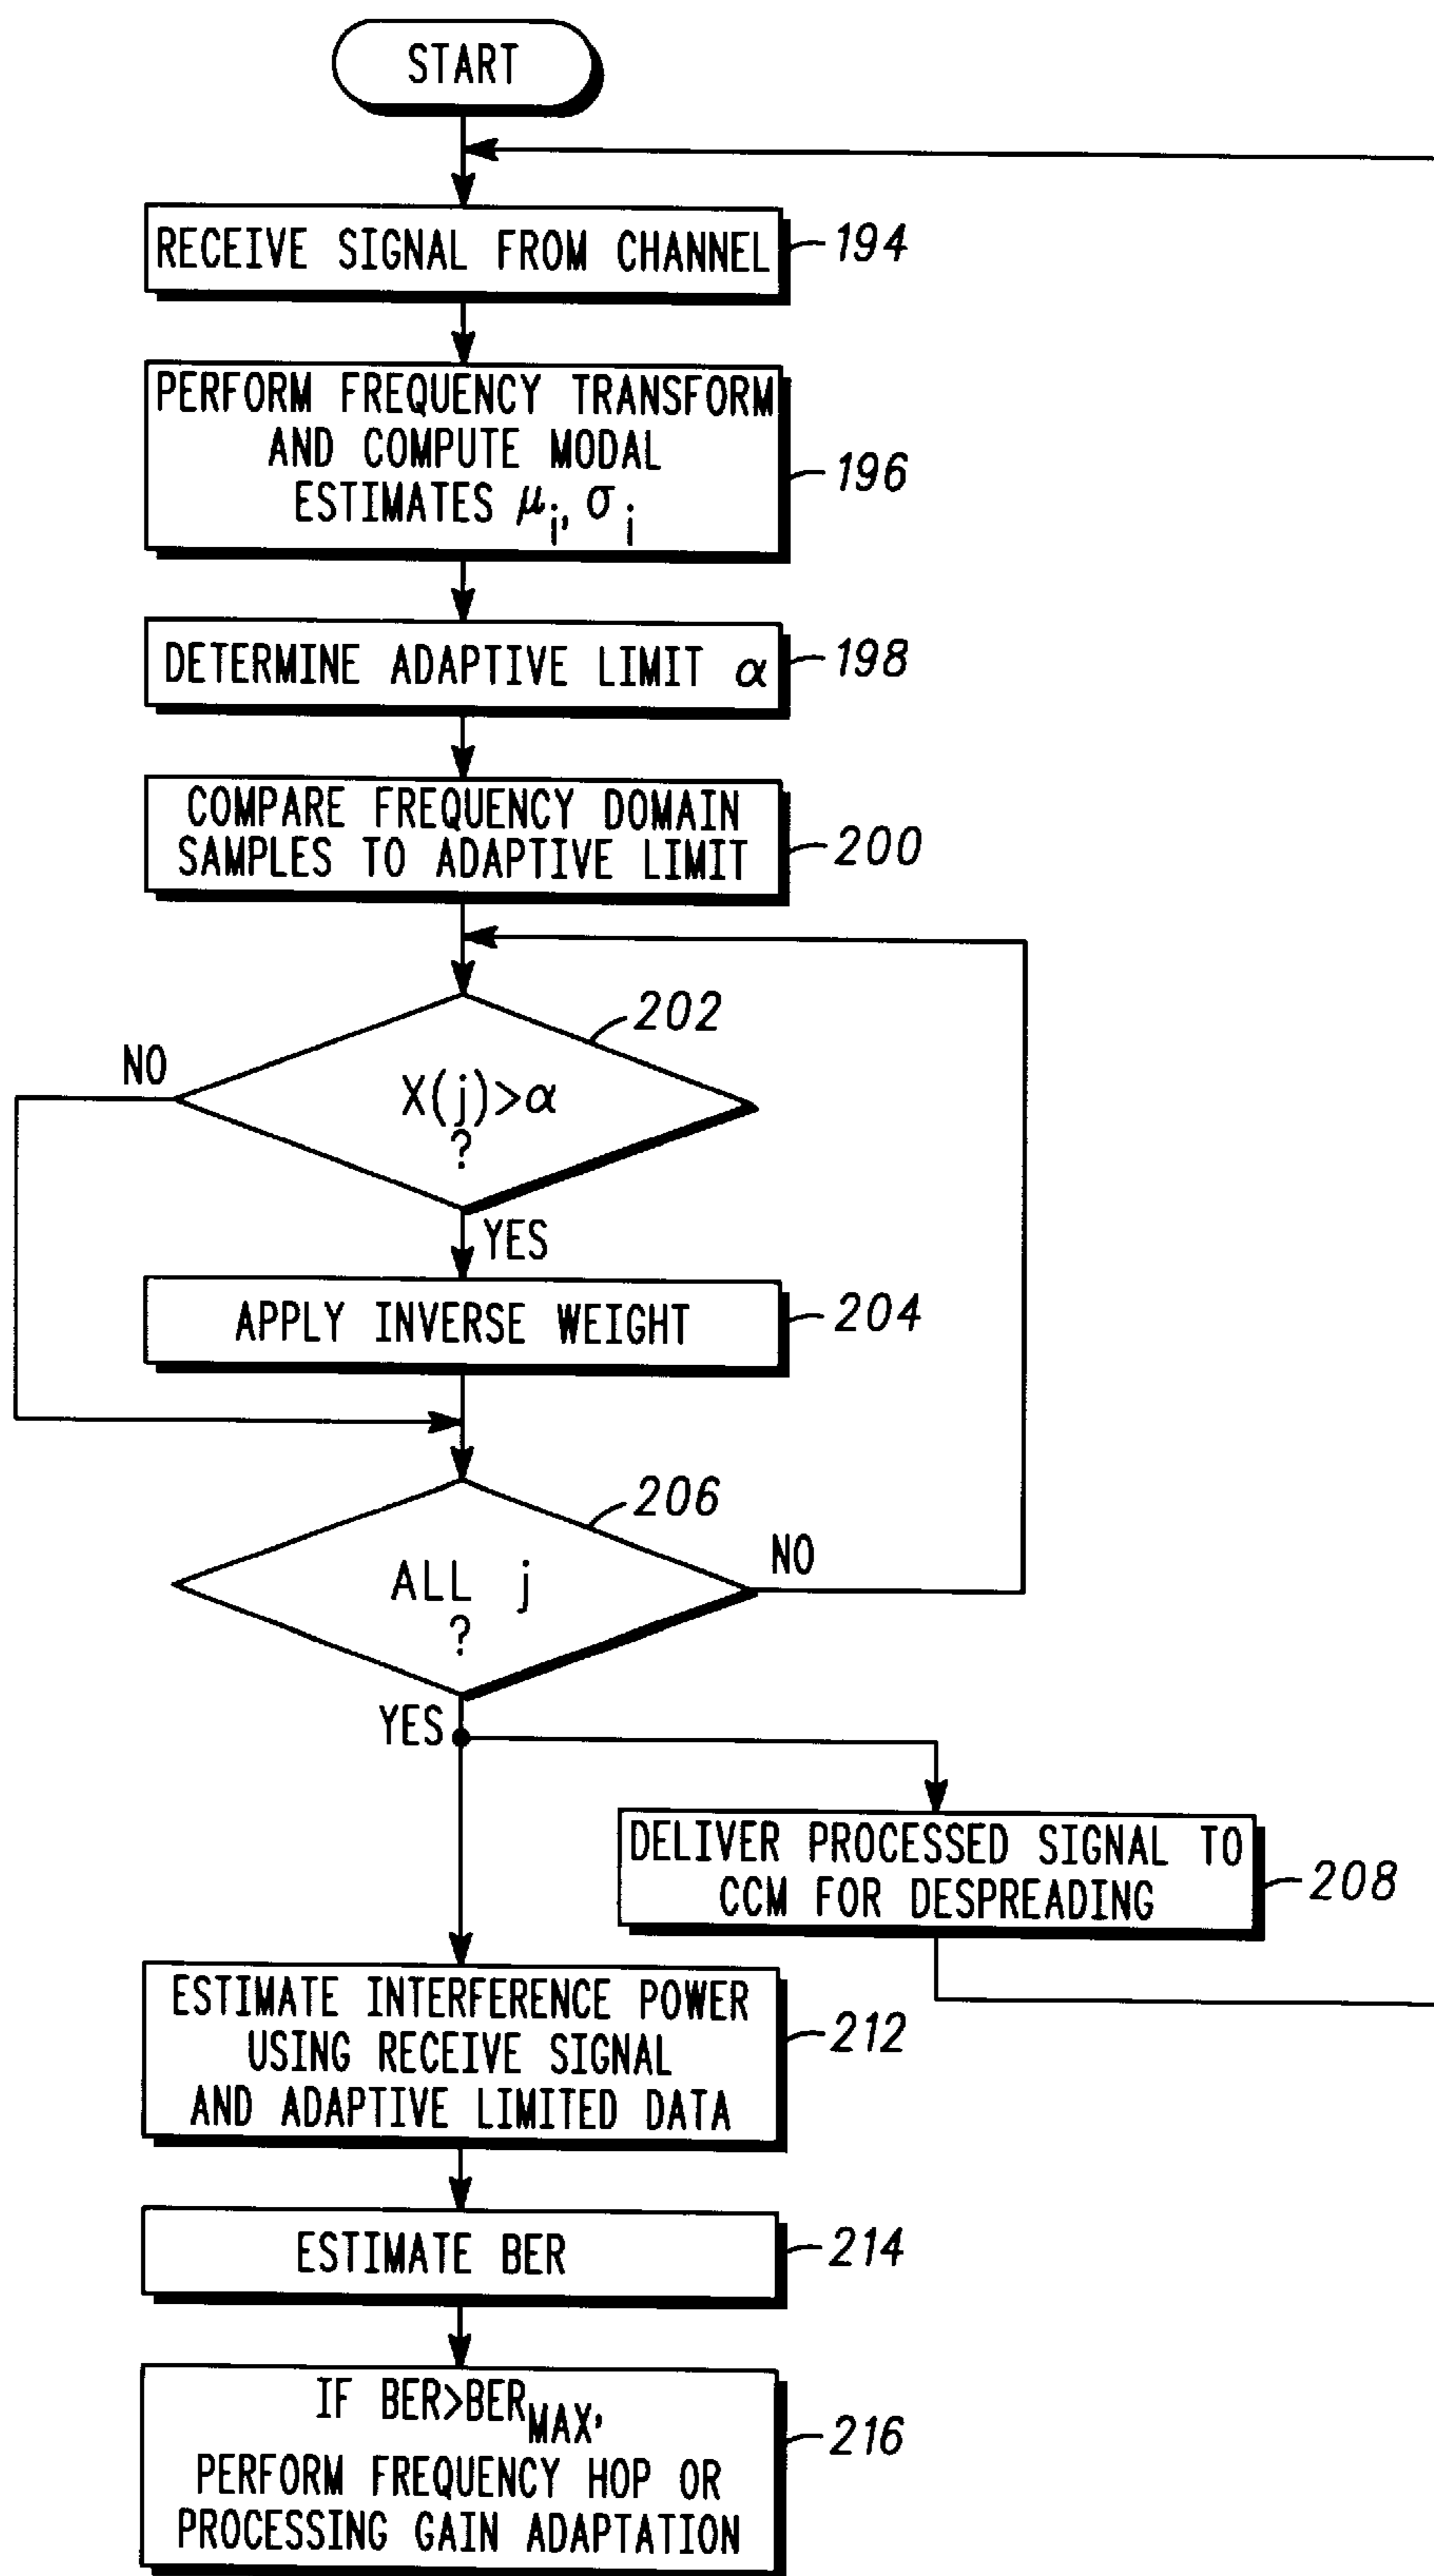 START
RECEIVE SIGNAL FROM CHANNEL
194
PERFORM FREQUENCY TRANSFORM
AND COMPUTE MODAL
ESTIMATES μi, σi
196
DETERMINE ADAPTIVE LIMIT α
198
COMPARE FREQUENCY DOMAIN
SAMPLES TO ADAPTIVE LIMIT
200
202
NO
X(j)>α
?
YES
APPLY INVERSE WEIGHT
204
206
ALL j
?
NO
YES
DELIVER PROCESSED SIGNAL TO
CCM FOR DESPREADING
208
ESTIMATE INTERFERENCE POWER
USING RECEIVE SIGNAL
AND ADAPTIVE LIMITED DATA
212
ESTIMATE BER
214
IF BER>BERMAX,
PERFORM FREQUENCY HOP OR
PROCESSING GAIN ADAPTATION
216